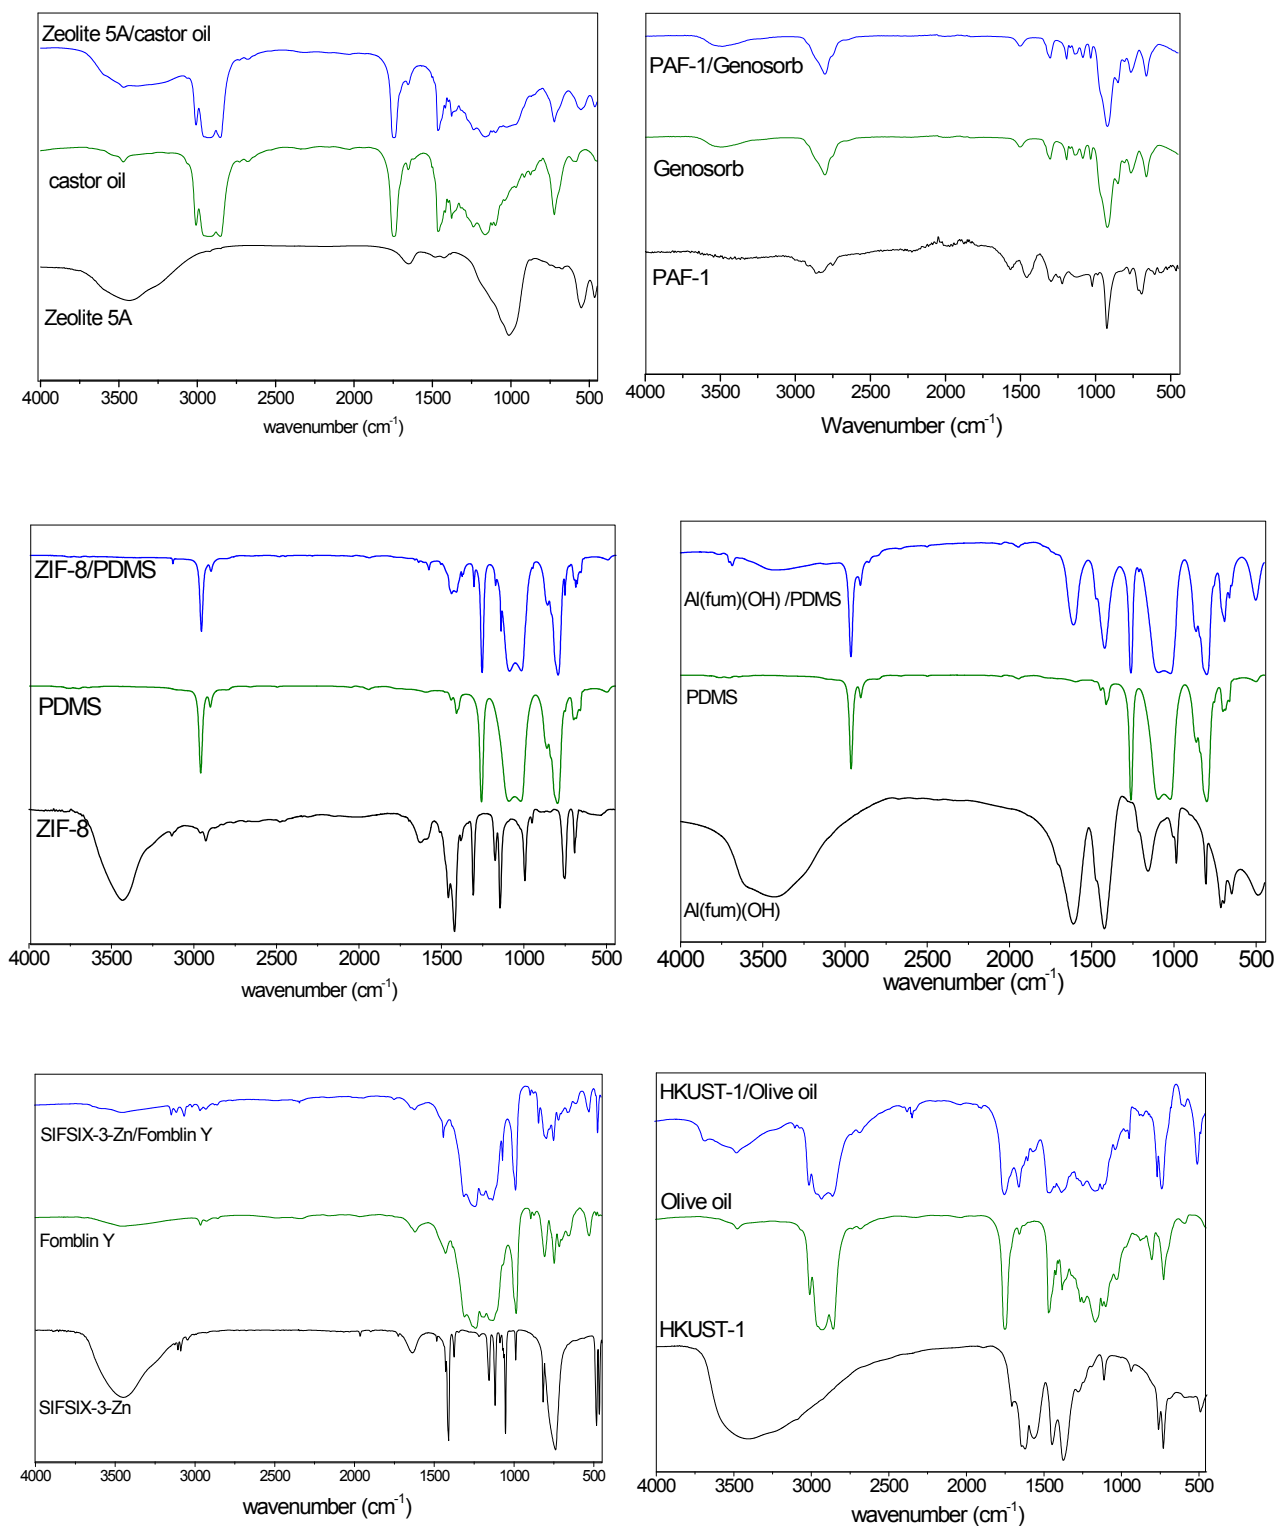 Zeolite 5A/castor oil
castor oil
Zeolite 5A
4000 3500 3000 2500 2000 1500 1000 500
wavenumber (cm⁻¹)
PAF-1/Genosorb
Genosorb
PAF-1
4000 3500 3000 2500 2000 1500 1000 500
Wavenumber (cm⁻¹)
ZIF-8/PDMS
PDMS
ZIF-8
4000 3500 3000 2500 2000 1500 1000 500
wavenumber (cm⁻¹)
Al(fum)(OH) /PDMS
PDMS
Al(fum)(OH)
4000 3500 3000 2500 2000 1500 1000 500
wavenumber (cm⁻¹)
SIFSIX-3-Zn/Fomblin Y
Fomblin Y
SIFSIX-3-Zn
4000 3500 3000 2500 2000 1500 1000 500
wavenumber (cm⁻¹)
HKUST-1/Olive oil
Olive oil
HKUST-1
4000 3500 3000 2500 2000 1500 1000 500
wavenumber (cm⁻¹)